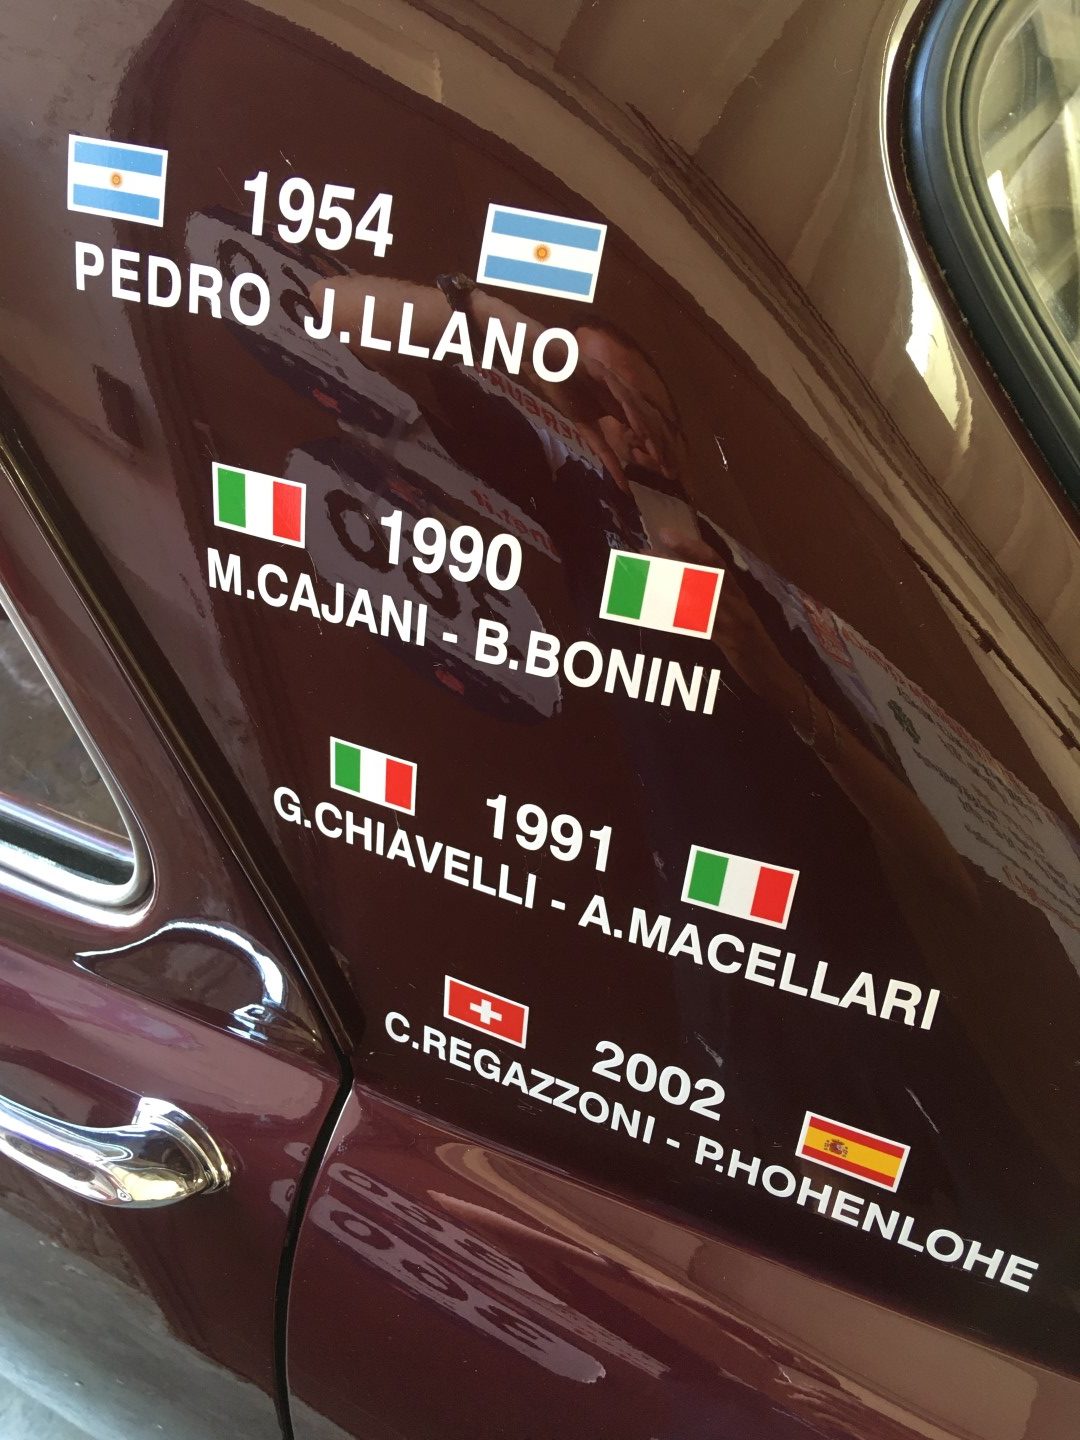 1954
PEDRO J.LLANO
1990
M.CAJANI - B.BONINI
1991
G.CHIAVELLI - A.MACELLARI
2002
C.REGAZZONI - P.HOHENLOHE